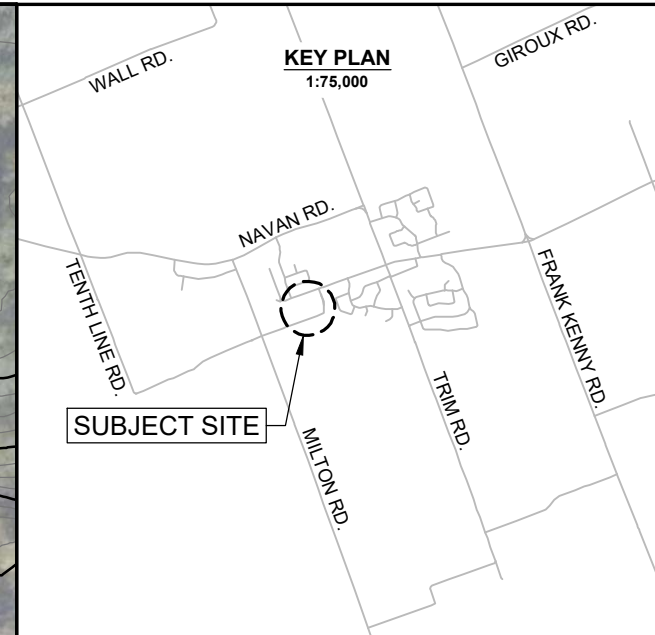 KEY PLAN
1:75,000
WALL RD.
GIROUX RD.
NAVAN RD.
TENTH LINE RD.
FRANK KENNY RD.
TRIM RD.
SUBJECT SITE
MILTON RD.